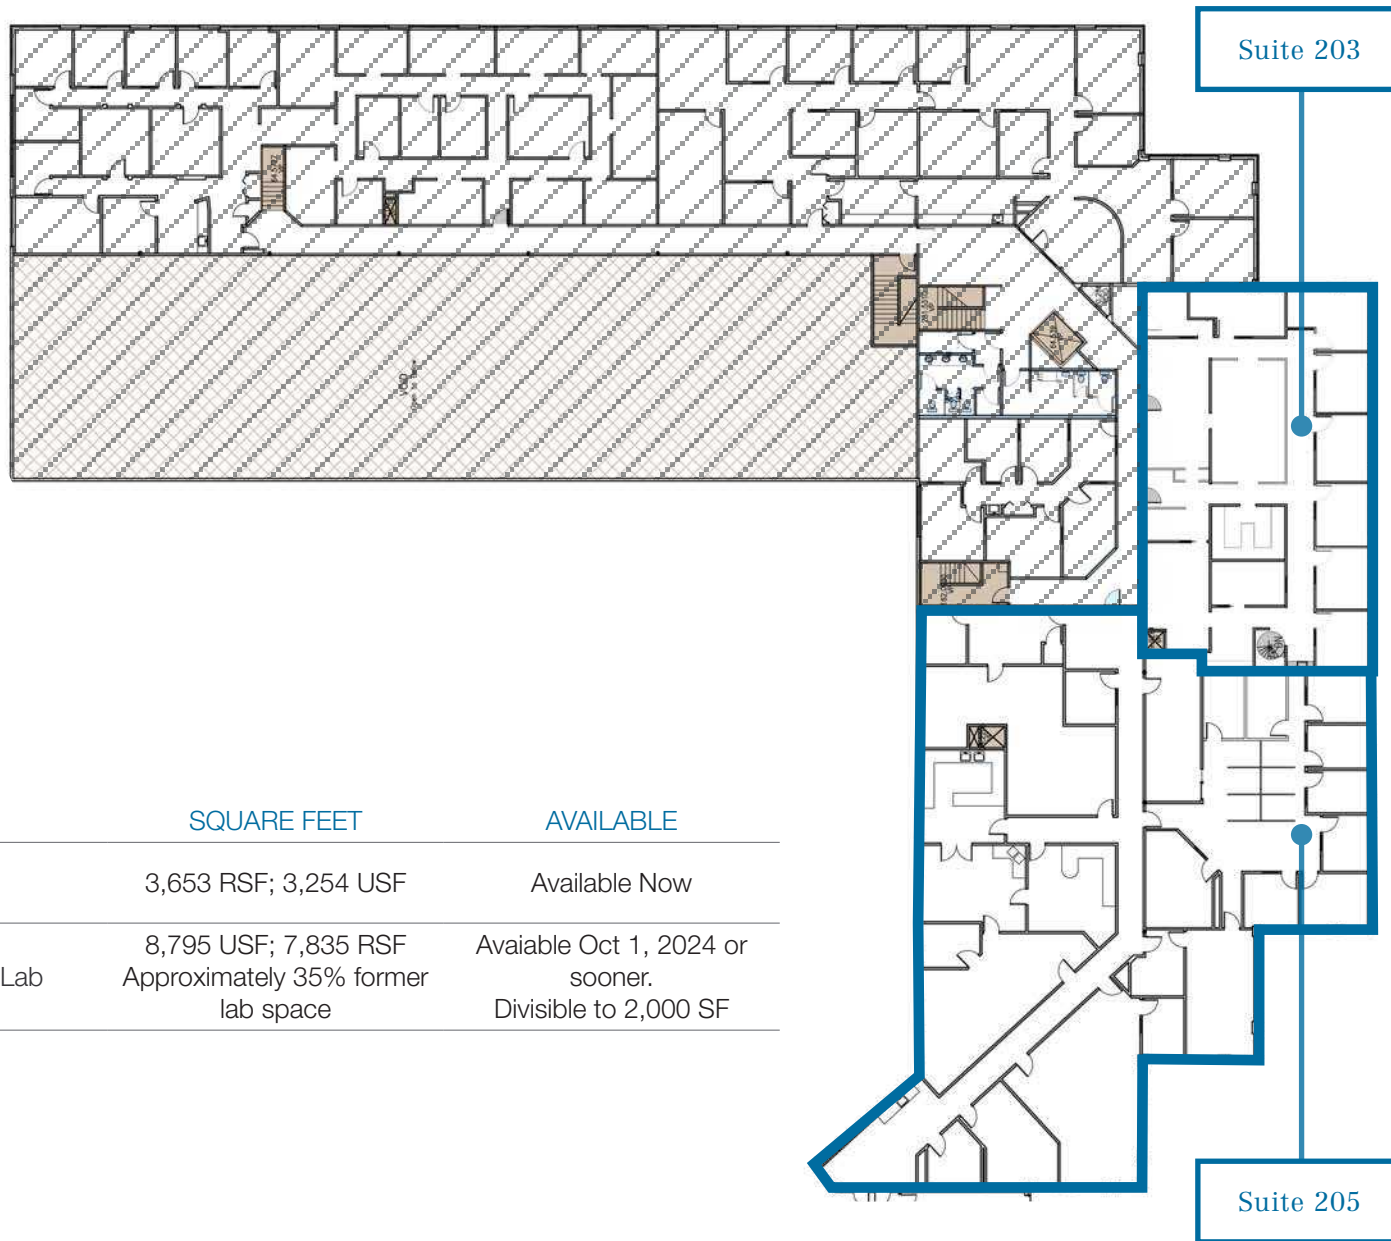 Suite 203
VOID
SQUARE FEET
AVAILABLE
3,653 RSF; 3,254 USF
Available Now
Lab
8,795 USF; 7,835 RSF
Approximately 35% former
lab space
Avaiable Oct 1, 2024 or
sooner.
Divisible to 2,000 SF
Suite 205